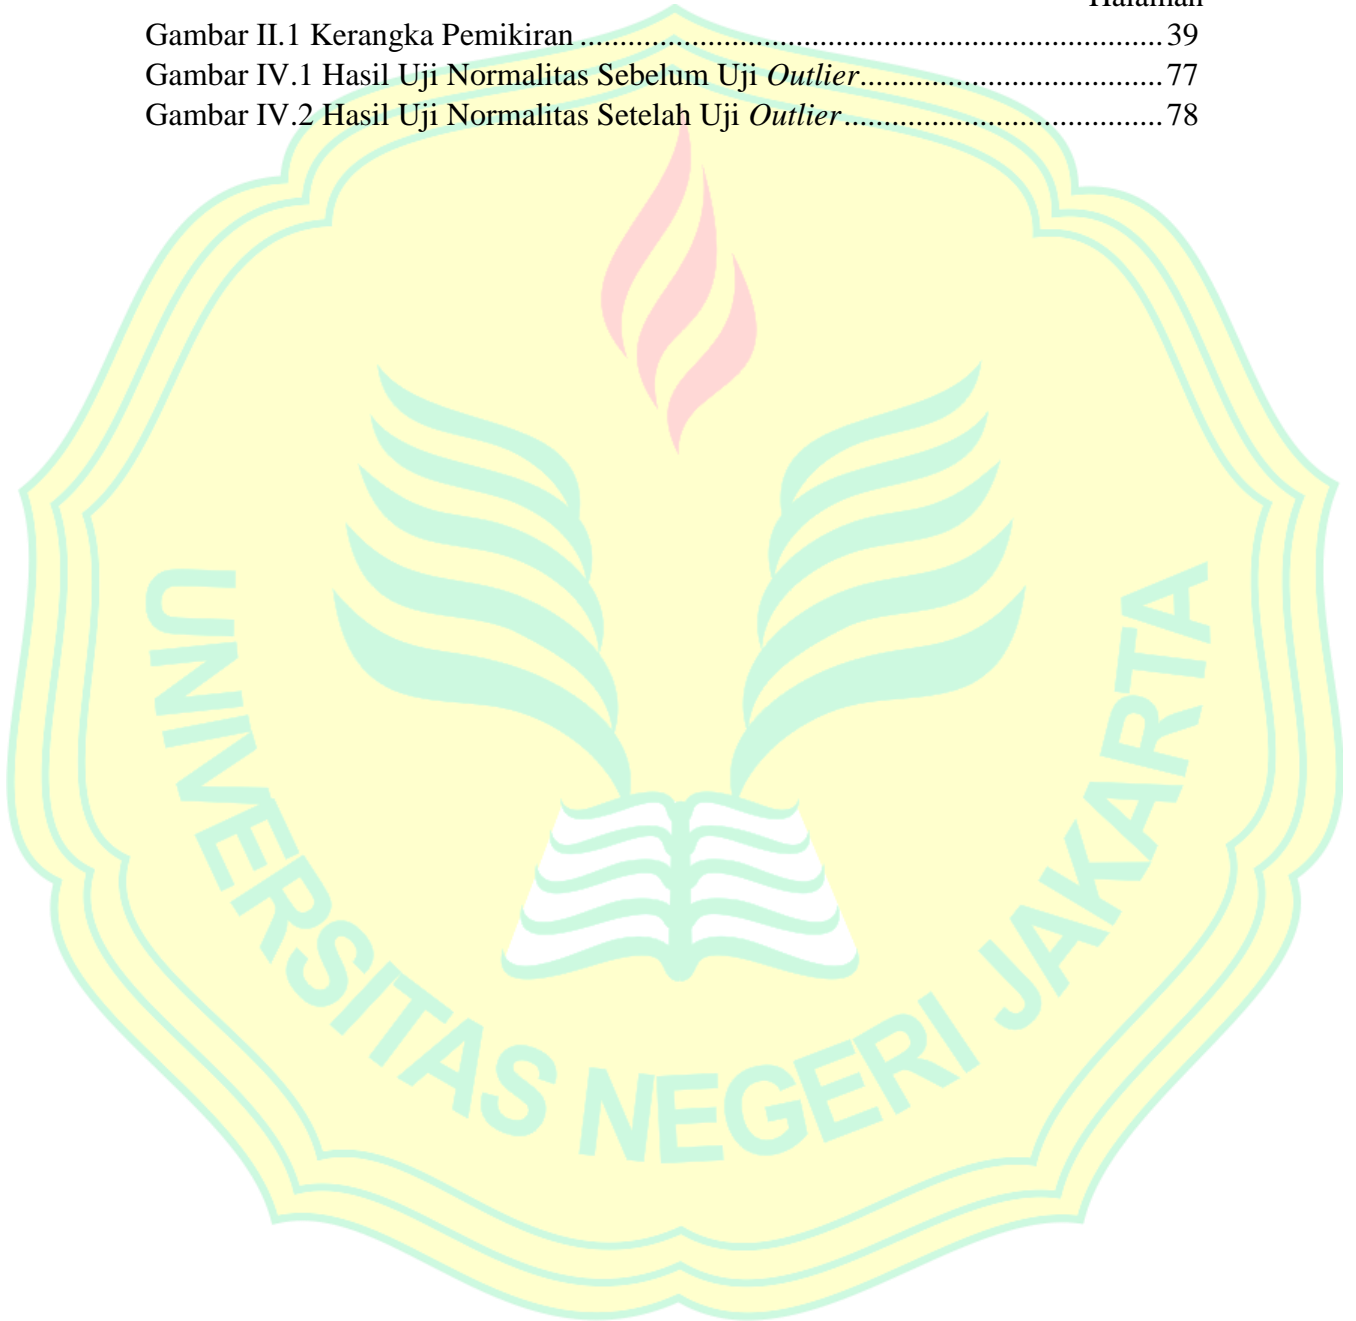 Halaman
Gambar II.1 Kerangka Pemikiran ......................................................................... 39
Gambar IV.1 Hasil Uji Normalitas Sebelum Uji Outlier...................................... 77
Gambar IV.2 Hasil Uji Normalitas Setelah Uji Outlier........................................ 78
UNIVERSITAS NEGERI JAKARTA